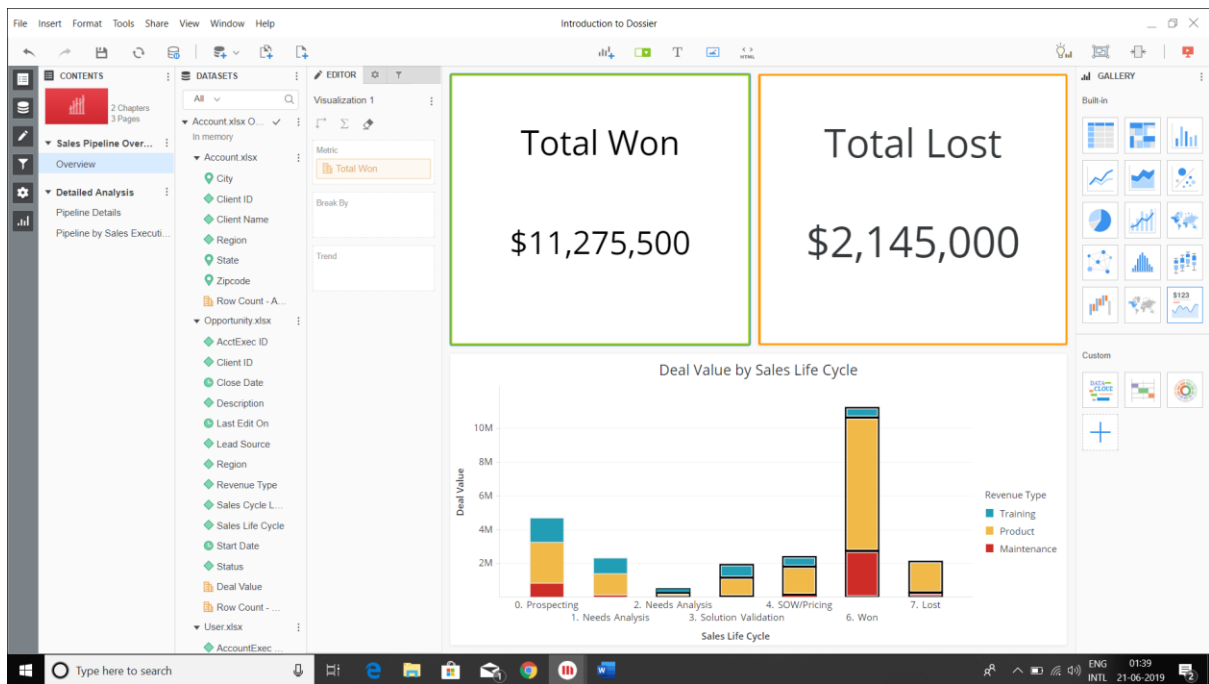 File Insert Format Tools Share View Window Help
Introduction to Dossier
T
< >
HTML
CONTENTS
2 Chapters
3 Pages
Sales Pipeline Over...
Overview
Detailed Analysis
Pipeline Details
Pipeline by Sales Executi...
DATASETS
All
Account.xlsx O...
In memory
Account.xlsx
City
Client ID
Client Name
Region
State
Zipcode
Row Count - A...
Opportunity.xlsx
AcctExec ID
Client ID
Close Date
Description
Last Edit On
Lead Source
Region
Revenue Type
Sales Cycle L...
Sales Life Cycle
Start Date
Status
Deal Value
Row Count - ...
User.xlsx
AccountExec ...
EDITOR
Visualization 1
Metric
Total Won
Break By
Trend
Total Won
$11,275,500
Total Lost
$2,145,000
Deal Value by Sales Life Cycle
Deal Value
10M
8M
6M
4M
2M
0. Prospecting 2. Needs Analysis 4. SOW/Pricing 7. Lost
1. Needs Analysis 3. Solution Validation 6. Won
Sales Life Cycle
Revenue Type
Training
Product
Maintenance
GALLERY
Built-in
$123
Custom
DATA
CLOUD
Type here to search
ENG 01:39
INTL 21-06-2019